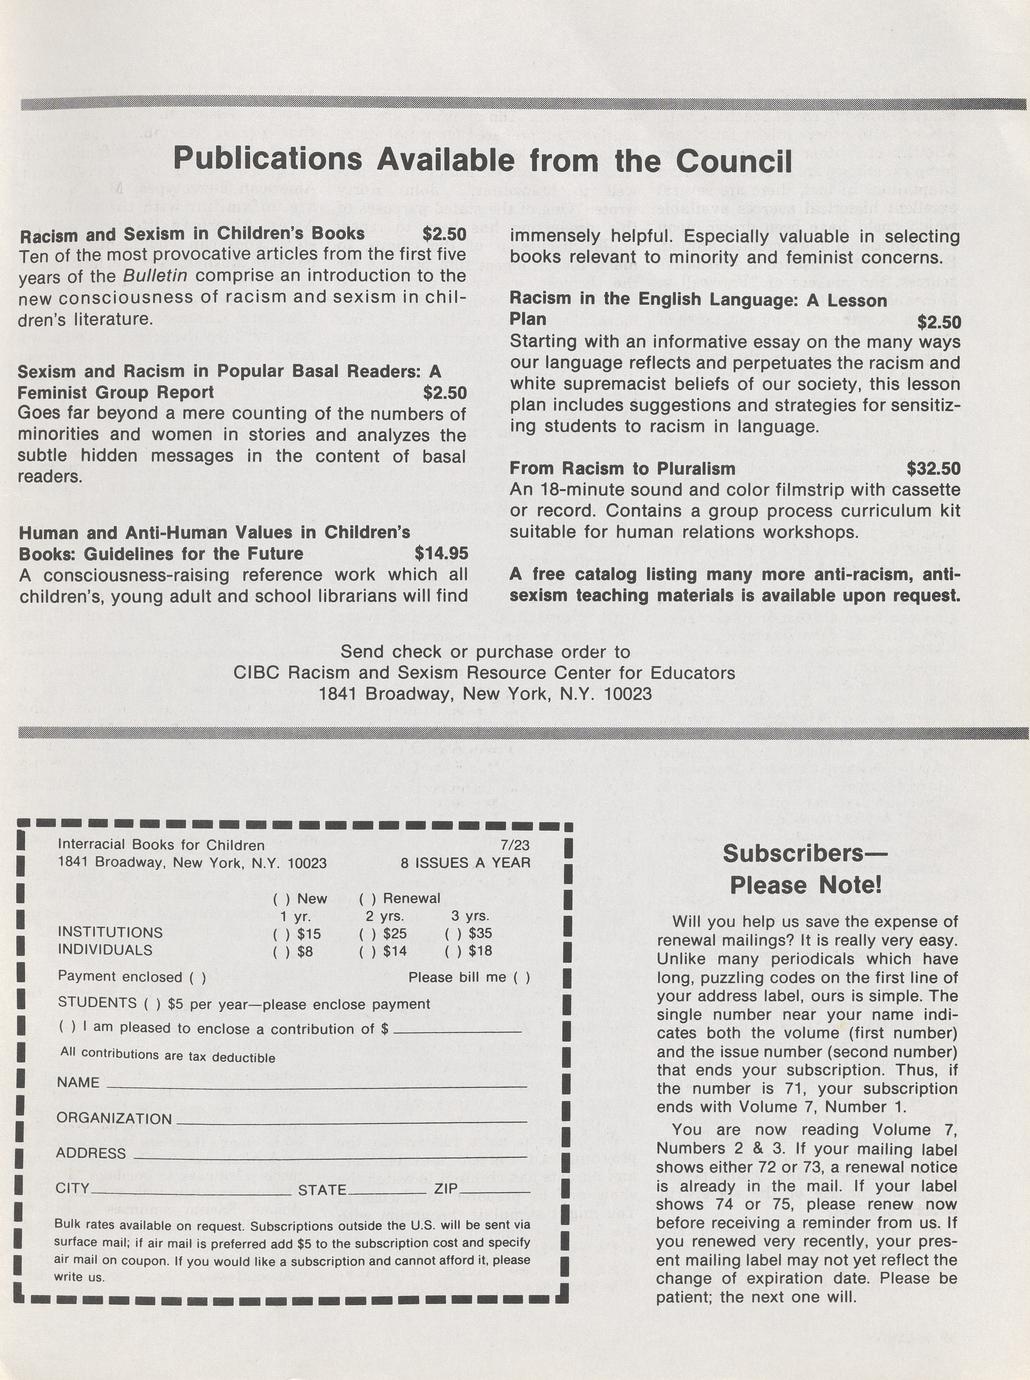 Publications Available from the Council
Racism and Sexism in Children's Books $2.50
Ten of the most provocative articles from the first five
years of the Bulletin comprise an introduction to the
new consciousness of racism and sexism in chil-
dren's literature.
Sexism and Racism in Popular Basal Readers: A
Feminist Group Report $2.50
Goes far beyond a mere counting of the numbers of
minorities and women in stories and analyzes the
subtle hidden messages in the content of basal
readers.
Human and Anti-Human Values in Children's
Books: Guidelines for the Future $14.95
A consciousness-raising reference work which all
children's, young adult and school librarians will find
immensely helpful. Especially valuable in selecting
books relevant to minority and feminist concerns.
Racism in the English Language: A Lesson
Plan $2.50
Starting with an informative essay on the many ways
our language reflects and perpetuates the racism and
white supremacist beliefs of our society, this lesson
plan includes suggestions and strategies for sensitiz-
ing students to racism in language.
From Racism to Pluralism $32.50
An 18-minute sound and color filmstrip with cassette
or record. Contains a group process curriculum kit
suitable for human relations workshops.
A free catalog listing many more anti-racism, anti-
sexism teaching materials is available upon request.
Send check or purchase order to
CIBC Racism and Sexism Resource Center for Educators
1841 Broadway, New York, N.Y. 10023
Interracial Books for Children 7/23
1841 Broadway, New York, N.Y. 10023 8 ISSUES A YEAR
( ) New ( ) Renewal
1 yr. 2 yrs. 3 yrs.
INSTITUTIONS ( ) $15 ( ) $25 ( ) $35
INDIVIDUALS ( ) $8 ( ) $14 ( ) $18
Payment enclosed ( ) Please bill me ( )
STUDENTS ( ) $5 per year—please enclose payment
( ) I am pleased to enclose a contribution of $
All contributions are tax deductible
NAME
ORGANIZATION
ADDRESS
CITY STATE ZIP
Bulk rates available on request. Subscriptions outside the U.S. will be sent via
surface mail; if air mail is preferred add $5 to the subscription cost and specify
air mail on coupon. If you would like a subscription and cannot afford it, please
write us.
Subscribers—
Please Note!
Will you help us save the expense of
renewal mailings? It is really very easy.
Unlike many periodicals which have
long, puzzling codes on the first line of
your address label, ours is simple. The
single number near your name indi-
cates both the volume (first number)
and the issue number (second number)
that ends your subscription. Thus, if
the number is 71, your subscription
ends with Volume 7, Number 1.
You are now reading Volume 7,
Numbers 2 & 3. If your mailing label
shows either 72 or 73, a renewal notice
is already in the mail. If your label
shows 74 or 75, please renew now
before receiving a reminder from us. If
you renewed very recently, your pres-
ent mailing label may not yet reflect the
change of expiration date. Please be
patient; the next one will.